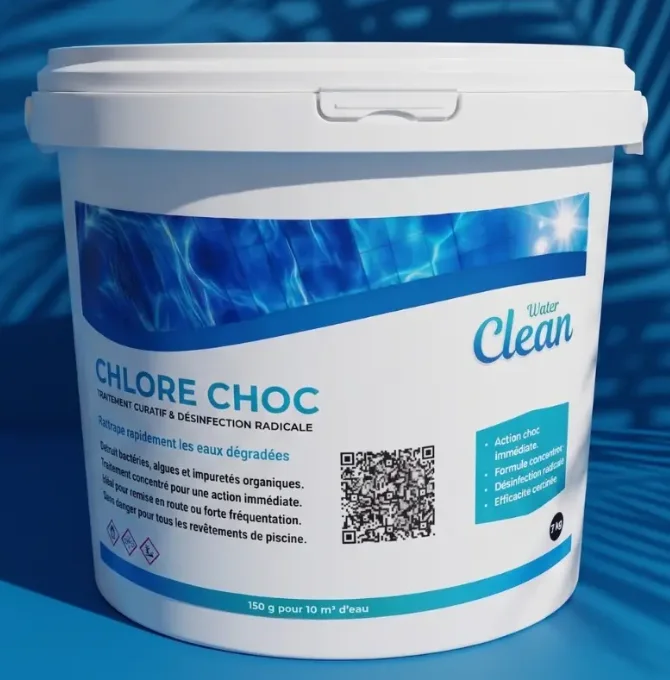 Water
Clean
CHLORE CHOC
TRAITEMENT CURATIF & DÉSINFECTION RADICALE
Rattrape rapidement les eaux dégradées
Détruit bactéries, algues et impuretés organiques.
Traitement concentré pour une action immédiate.
Idéal pour remise en route ou forte fréquentation.
Sans danger pour tous les revêtements de piscine.
• Action choc
immédiate.
• Formule concentrée
• Désinfection radicale
• Efficacité certifiée
7 kg
150 g pour 10 m³ d'eau